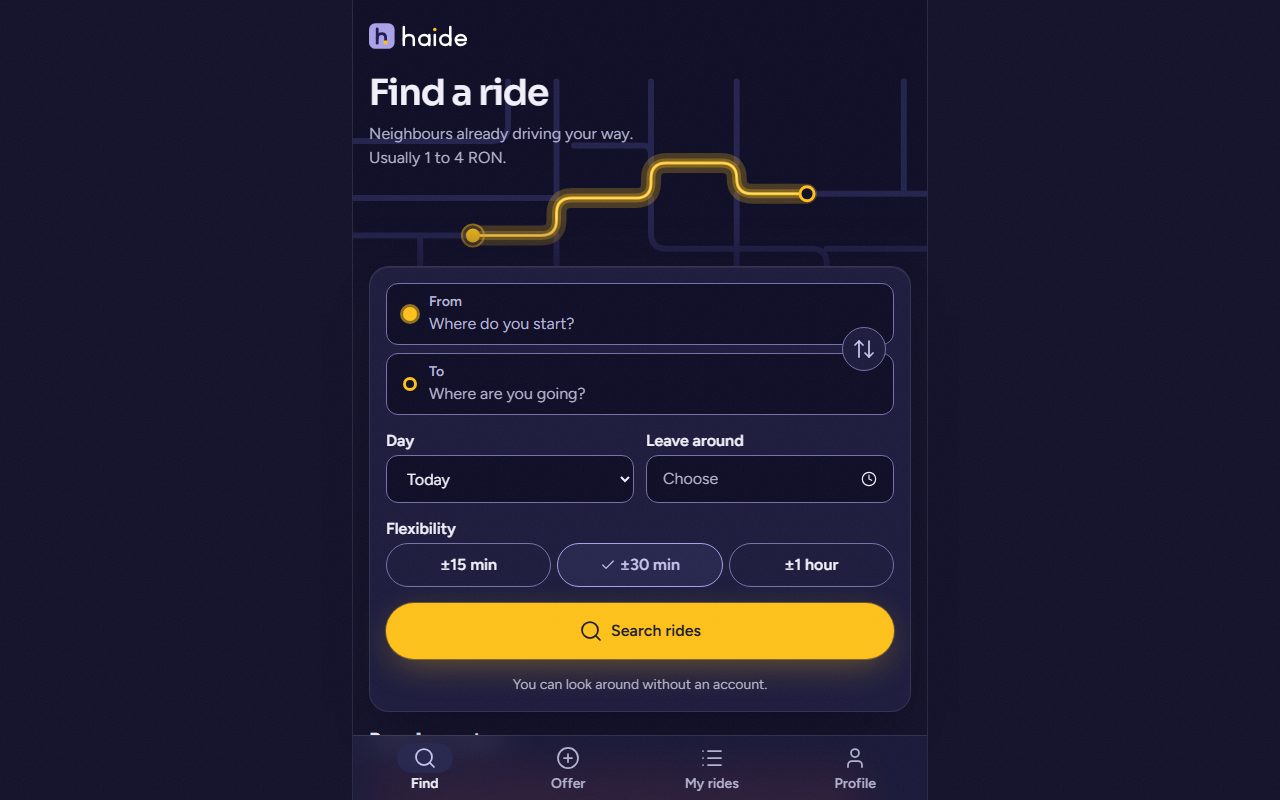 haide
Find a ride
Neighbours already driving your way.
Usually 1 to 4 RON.
From
Where do you start?
To
Where are you going?
Day
Leave around
Today
Choose
Flexibility
±15 min
±30 min
±1 hour
Search rides
You can look around without an account.
Find
Offer
My rides
Profile